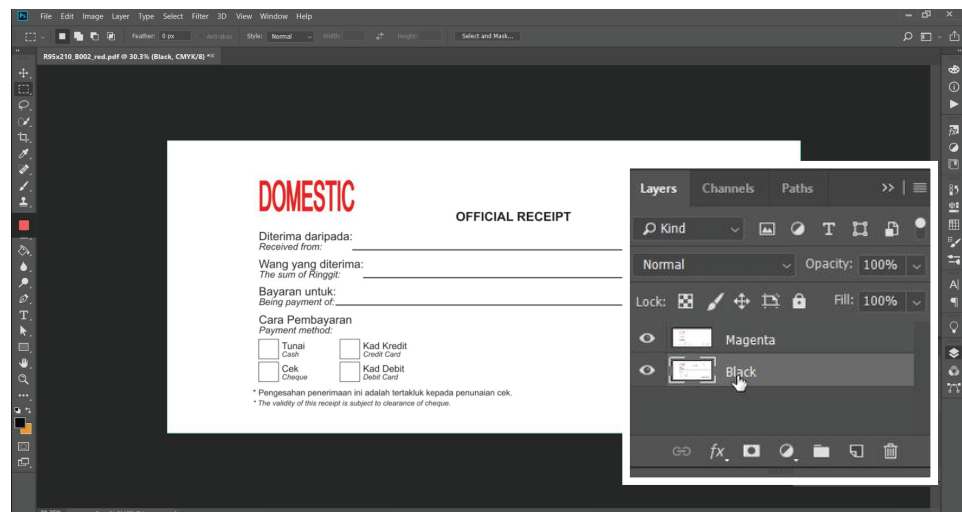 Ps File Edit Image Layer Type Select Filter 3D View Window Help
Feather: 0 px Anti-alias Style: Normal Width: Height: Select and Mask...
R95x210_B002_red.pdf @ 30.3% (Black, CMYK/8) *
DOMESTIC
OFFICIAL RECEIPT
Diterima daripada:
Received from:
Wang yang diterima:
The sum of Ringgit:
Bayaran untuk:
Being payment of:
Cara Pembayaran
Payment method:
Tunai Kad Kredit
Cash Credit Card
Cek Kad Debit
Cheque Debit Card
* Pengesahan penerimaan ini adalah tertakluk kepada penunaian cek.
* The validity of this receipt is subject to clearance of cheque.
Layers Channels Paths
Kind
Normal Opacity: 100%
Lock: Fill: 100%
Magenta
Black
fx